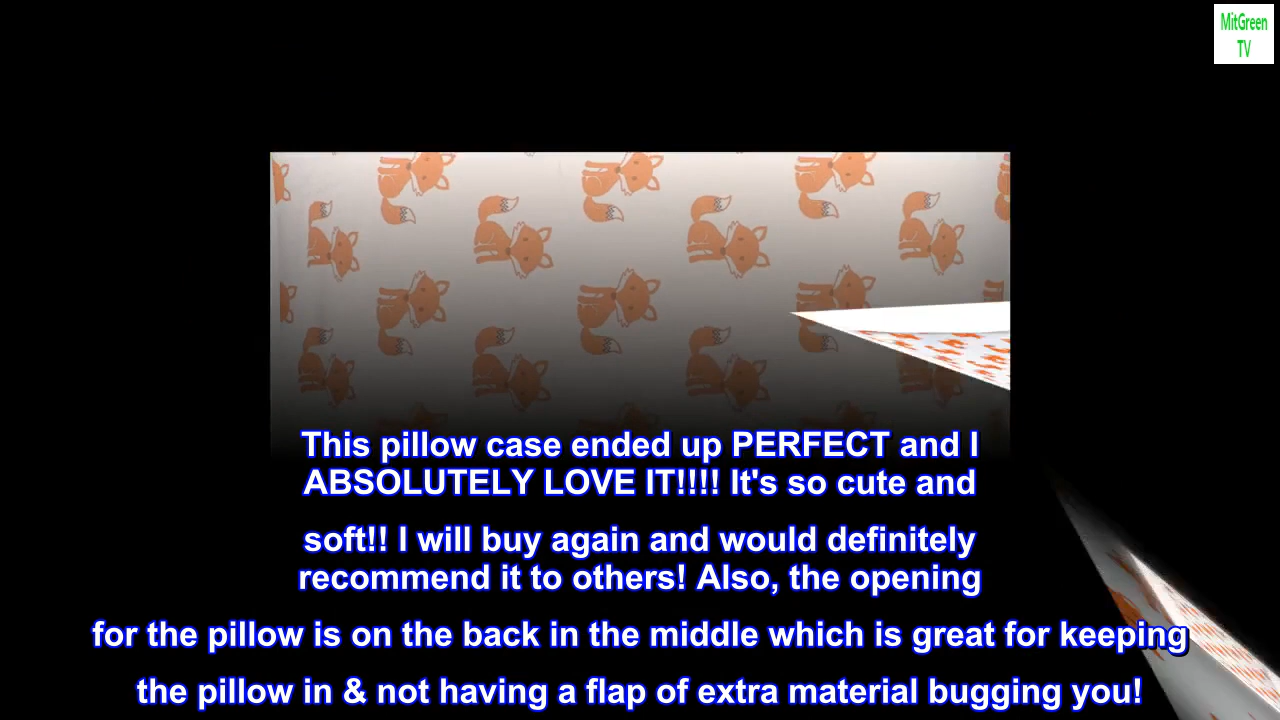 MitGreen
TV
This pillow case ended up PERFECT and I
ABSOLUTELY LOVE IT!!!! It's so cute and
soft!! I will buy again and would definitely
recommend it to others! Also, the opening
for the pillow is on the back in the middle which is great for keeping
the pillow in & not having a flap of extra material bugging you!